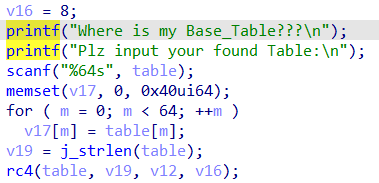 v16 = 8;
printf("Where is my Base_Table???\n");
printf("Plz input your found Table:\n");
scanf("%64s", table);
memset(v17, 0, 0x40ui64);
for ( m = 0; m < 64; ++m )
v17[m] = table[m];
v19 = j_strlen(table);
rc4(table, v19, v12, v16);